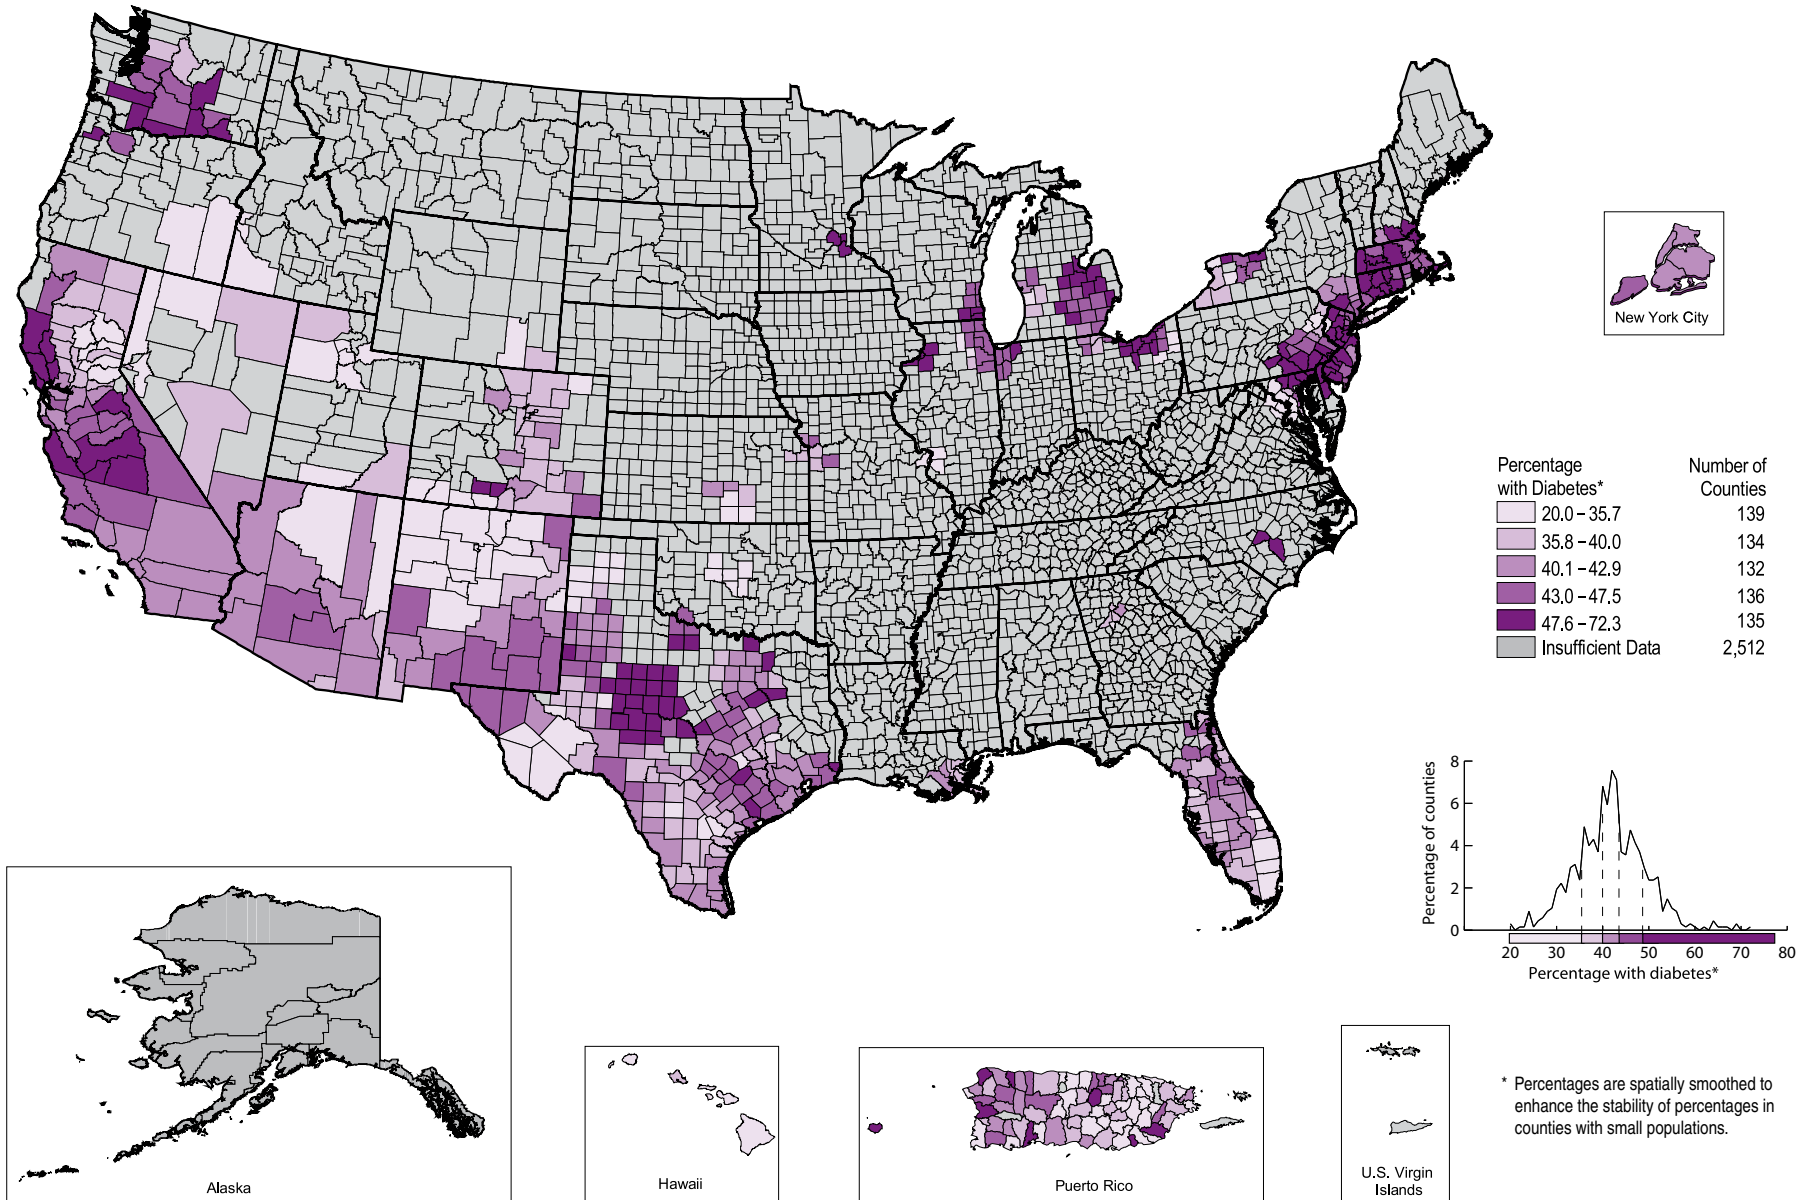 New York City
Percentage
with Diabetes*
Number of
Counties
20.0–35.7 139
35.8–40.0 134
40.1–42.9 132
43.0–47.5 136
47.6–72.3 135
Insufficient Data 2,512
Percentage of counties
8
6
4
2
0
20 30 40 50 60 70 80
Percentage with diabetes*
* Percentages are spatially smoothed to
enhance the stability of percentages in
counties with small populations.
Alaska
Hawaii
Puerto Rico
U.S. Virgin
Islands